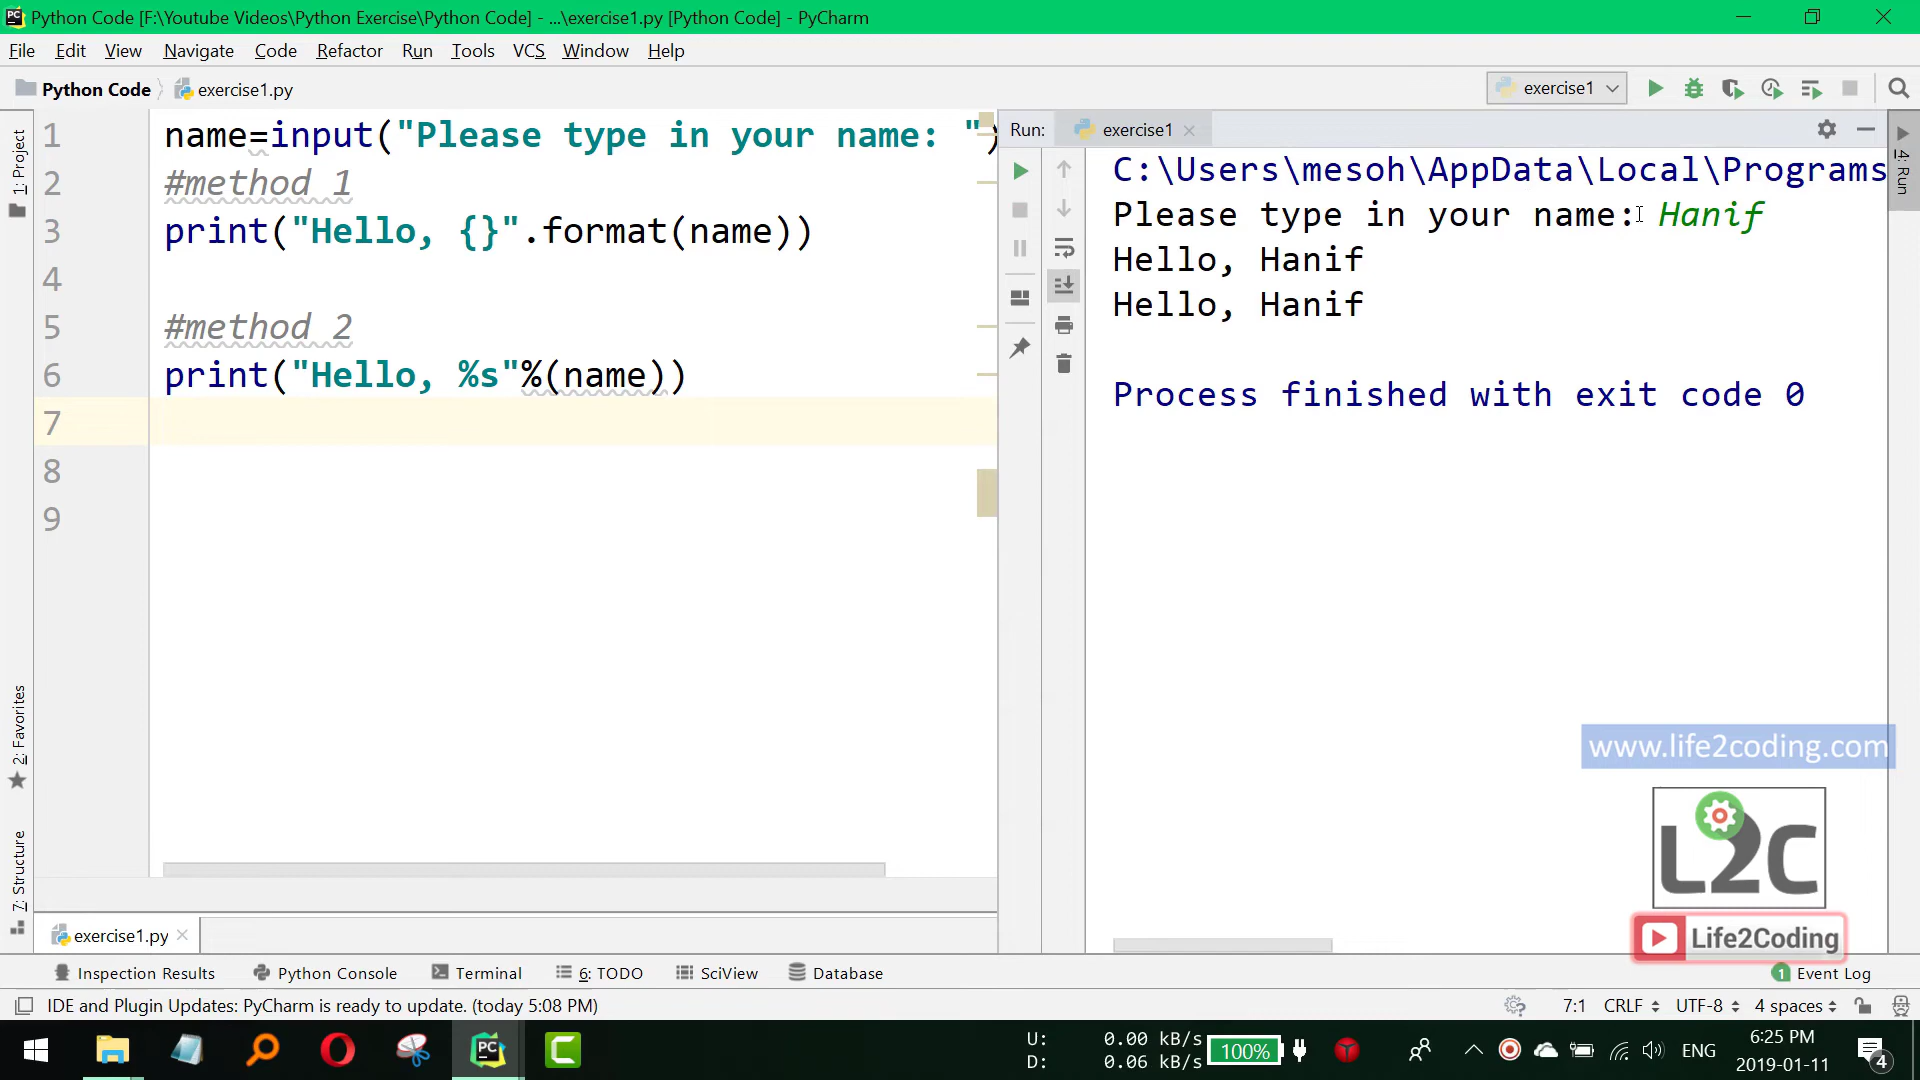 PC Python Code [F:\Youtube Videos\Python Exercise\Python Code] - ...\exercise1.py [Python Code] - PyCharm
File Edit View Navigate Code Refactor Run Tools VCS Window Help
Python Code exercise1.py exercise1
1 name=input("Please type in your name: ")
2 #method 1
3 print("Hello, {}".format(name))
4
5 #method 2
6 print("Hello, %s"%(name))
7
8
9
1: Project
2: Favorites
7: Structure
exercise1.py
Run: exercise1
C:\Users\mesoh\AppData\Local\Programs
Please type in your name: Hanif
Hello, Hanif
Hello, Hanif
Process finished with exit code 0
4: Run
www.life2coding.com
L2C
Life2Coding
Inspection Results Python Console Terminal 6: TODO SciView Database 1 Event Log
IDE and Plugin Updates: PyCharm is ready to update. (today 5:08 PM) 7:1 CRLF UTF-8 4 spaces
PC C U: 0.00 kB/s 100% ENG 6:25 PM 4
D: 0.06 kB/s 2019-01-11